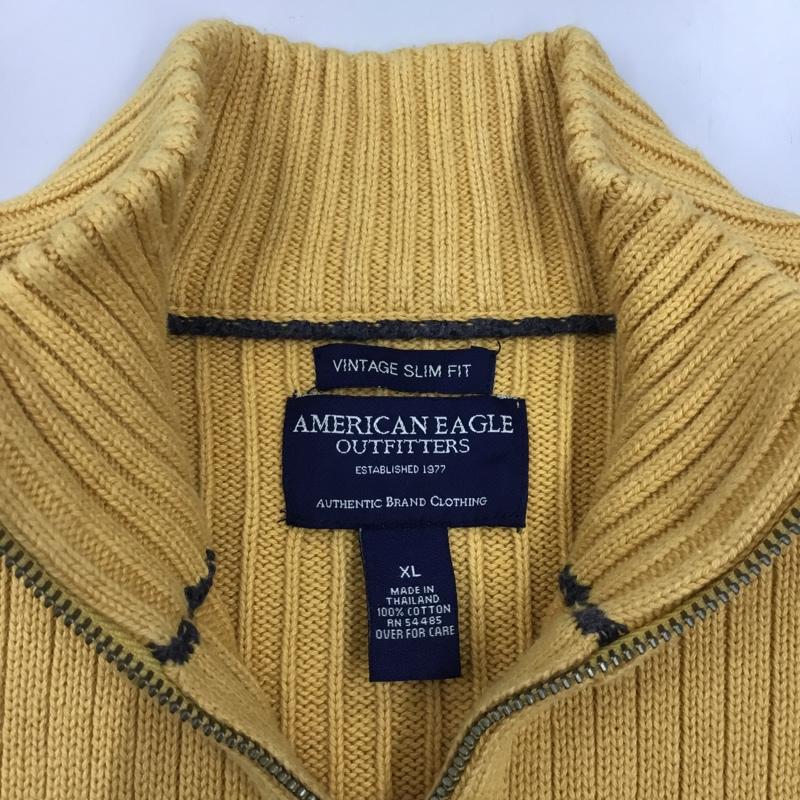 VINTAGE SLIM FIT
AMERICAN EAGLE
OUTFITTERS
ESTABLISHED 1977
AUTHENTIC BRAND CLOTHING
XL
MADE IN
THAILAND
100% COTTON
RN 54485
OVER FOR CARE